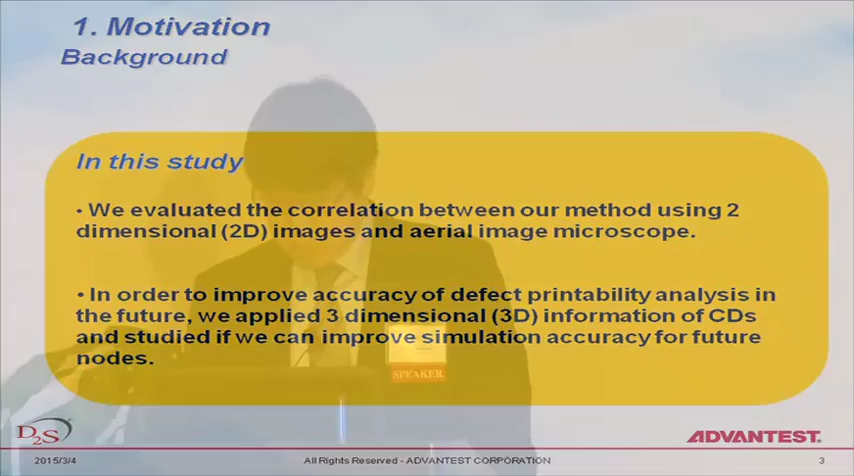 1. Motivation
Background
In this study
• We evaluated the correlation between our method using 2
dimensional (2D) images and aerial image microscope.
• In order to improve accuracy of defect printability analysis in
the future, we applied 3 dimensional (3D) information of CDs
and studied if we can improve simulation accuracy for future
nodes.
SPEAKER
D2S
ADVANTEST
2015/3/4
All Rights Reserved - ADVANTEST CORPORATION
3